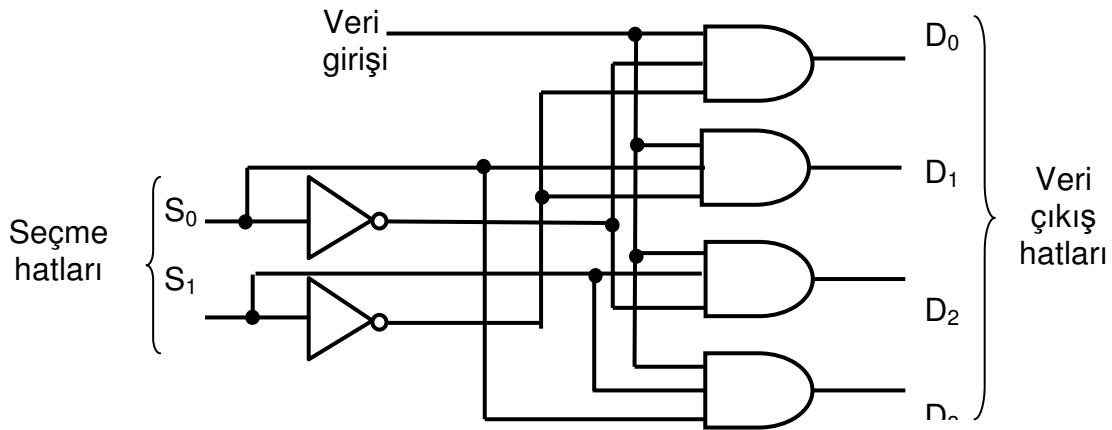 Veri
girişi
D₀
D₁
Veri
çıkış
hatları
S₀
Seçme
hatları
S₁
D₂